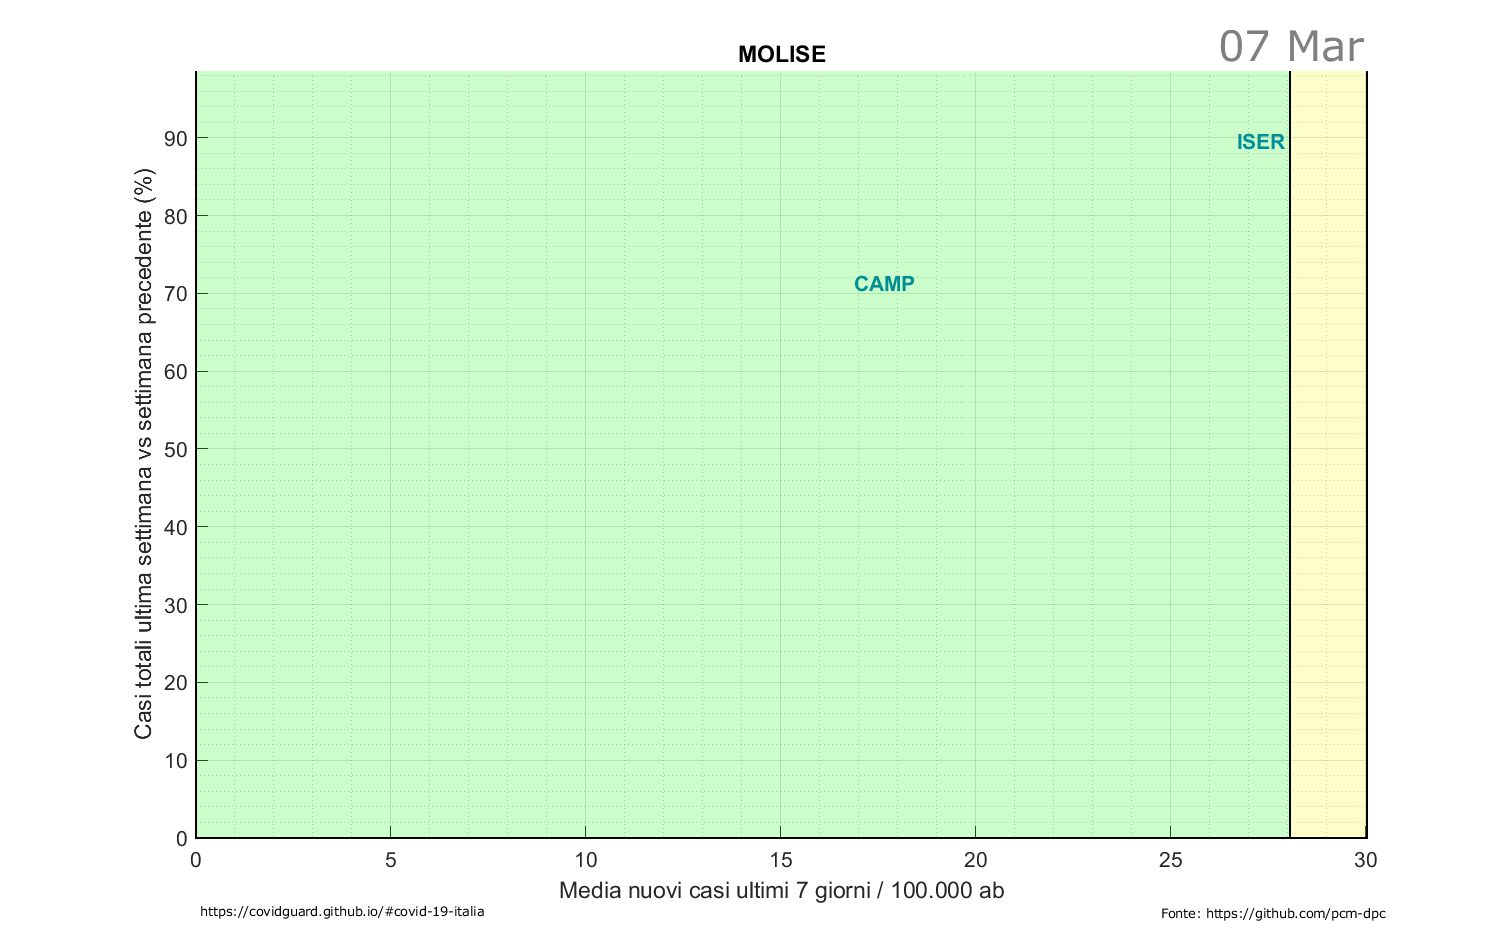 07 Mar
MOLISE
Casi totali ultima settimana vs settimana precedente (%)
90
80
70
60
50
40
30
20
10
0
ISER
CAMP
0 5 10 15 20 25 30
Media nuovi casi ultimi 7 giorni / 100.000 ab
https://covidguard.github.io/#covid-19-italia
Fonte: https://github.com/pcm-dpc